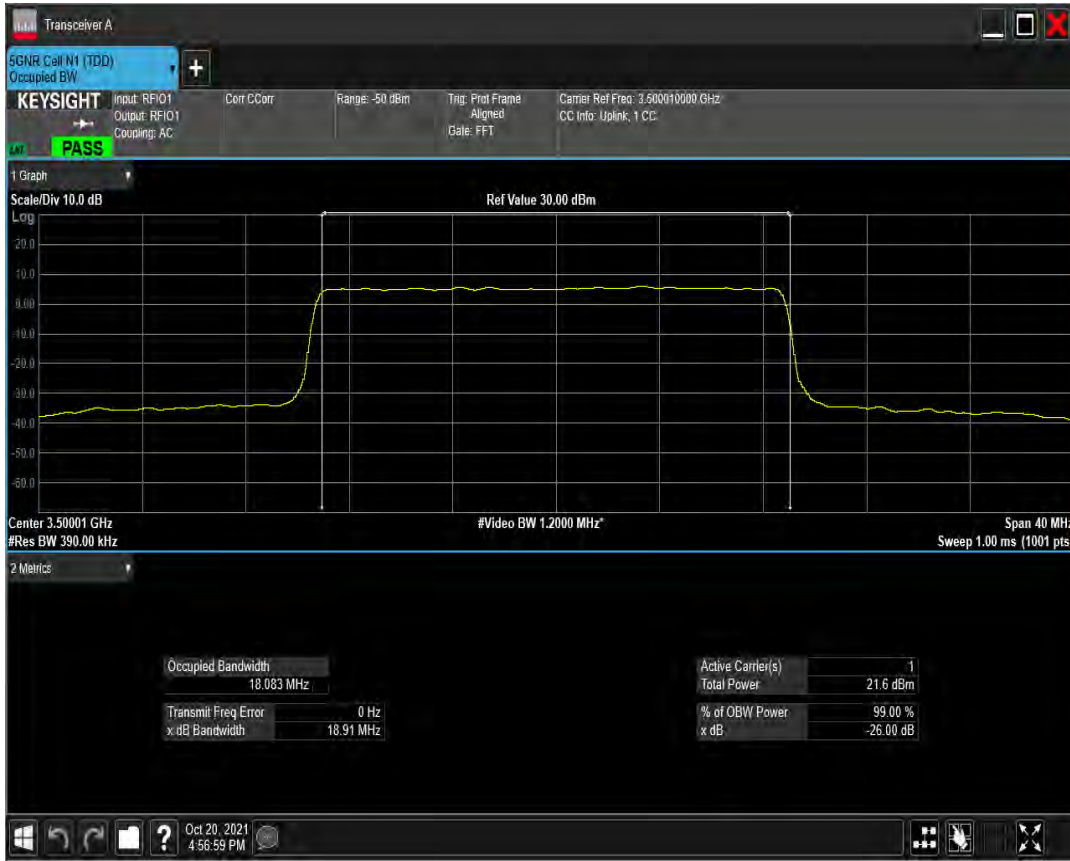 Transceiver A
5GNR Cell N1 (TDD)
Occupied BW
KEYSIGHT
Input: RFIO1
Output: RFIO1
Coupling: AC
Corr CCorr
Range: -50 dBm
Trig: Prot Frame
Aligned
Gate: FFT
Carrier Ref Freq: 3.500010000 GHz
CC Info: Uplink, 1 CC
PASS
1 Graph
Scale/Div 10.0 dB
Ref Value 30.00 dBm
Log
20.0
10.0
0.00
-10.0
-20.0
-30.0
-40.0
-50.0
-60.0
Center 3.50001 GHz
#Video BW 1.2000 MHz*
Span 40 MHz
#Res BW 390.00 kHz
Sweep 1.00 ms (1001 pts
2 Metrics
Occupied Bandwidth
18.083 MHz
Transmit Freq Error 0 Hz
x dB Bandwidth 18.91 MHz
Active Carrier(s) 1
Total Power 21.6 dBm
% of OBW Power 99.00 %
x dB -26.00 dB
Oct 20, 2021
4:56:59 PM